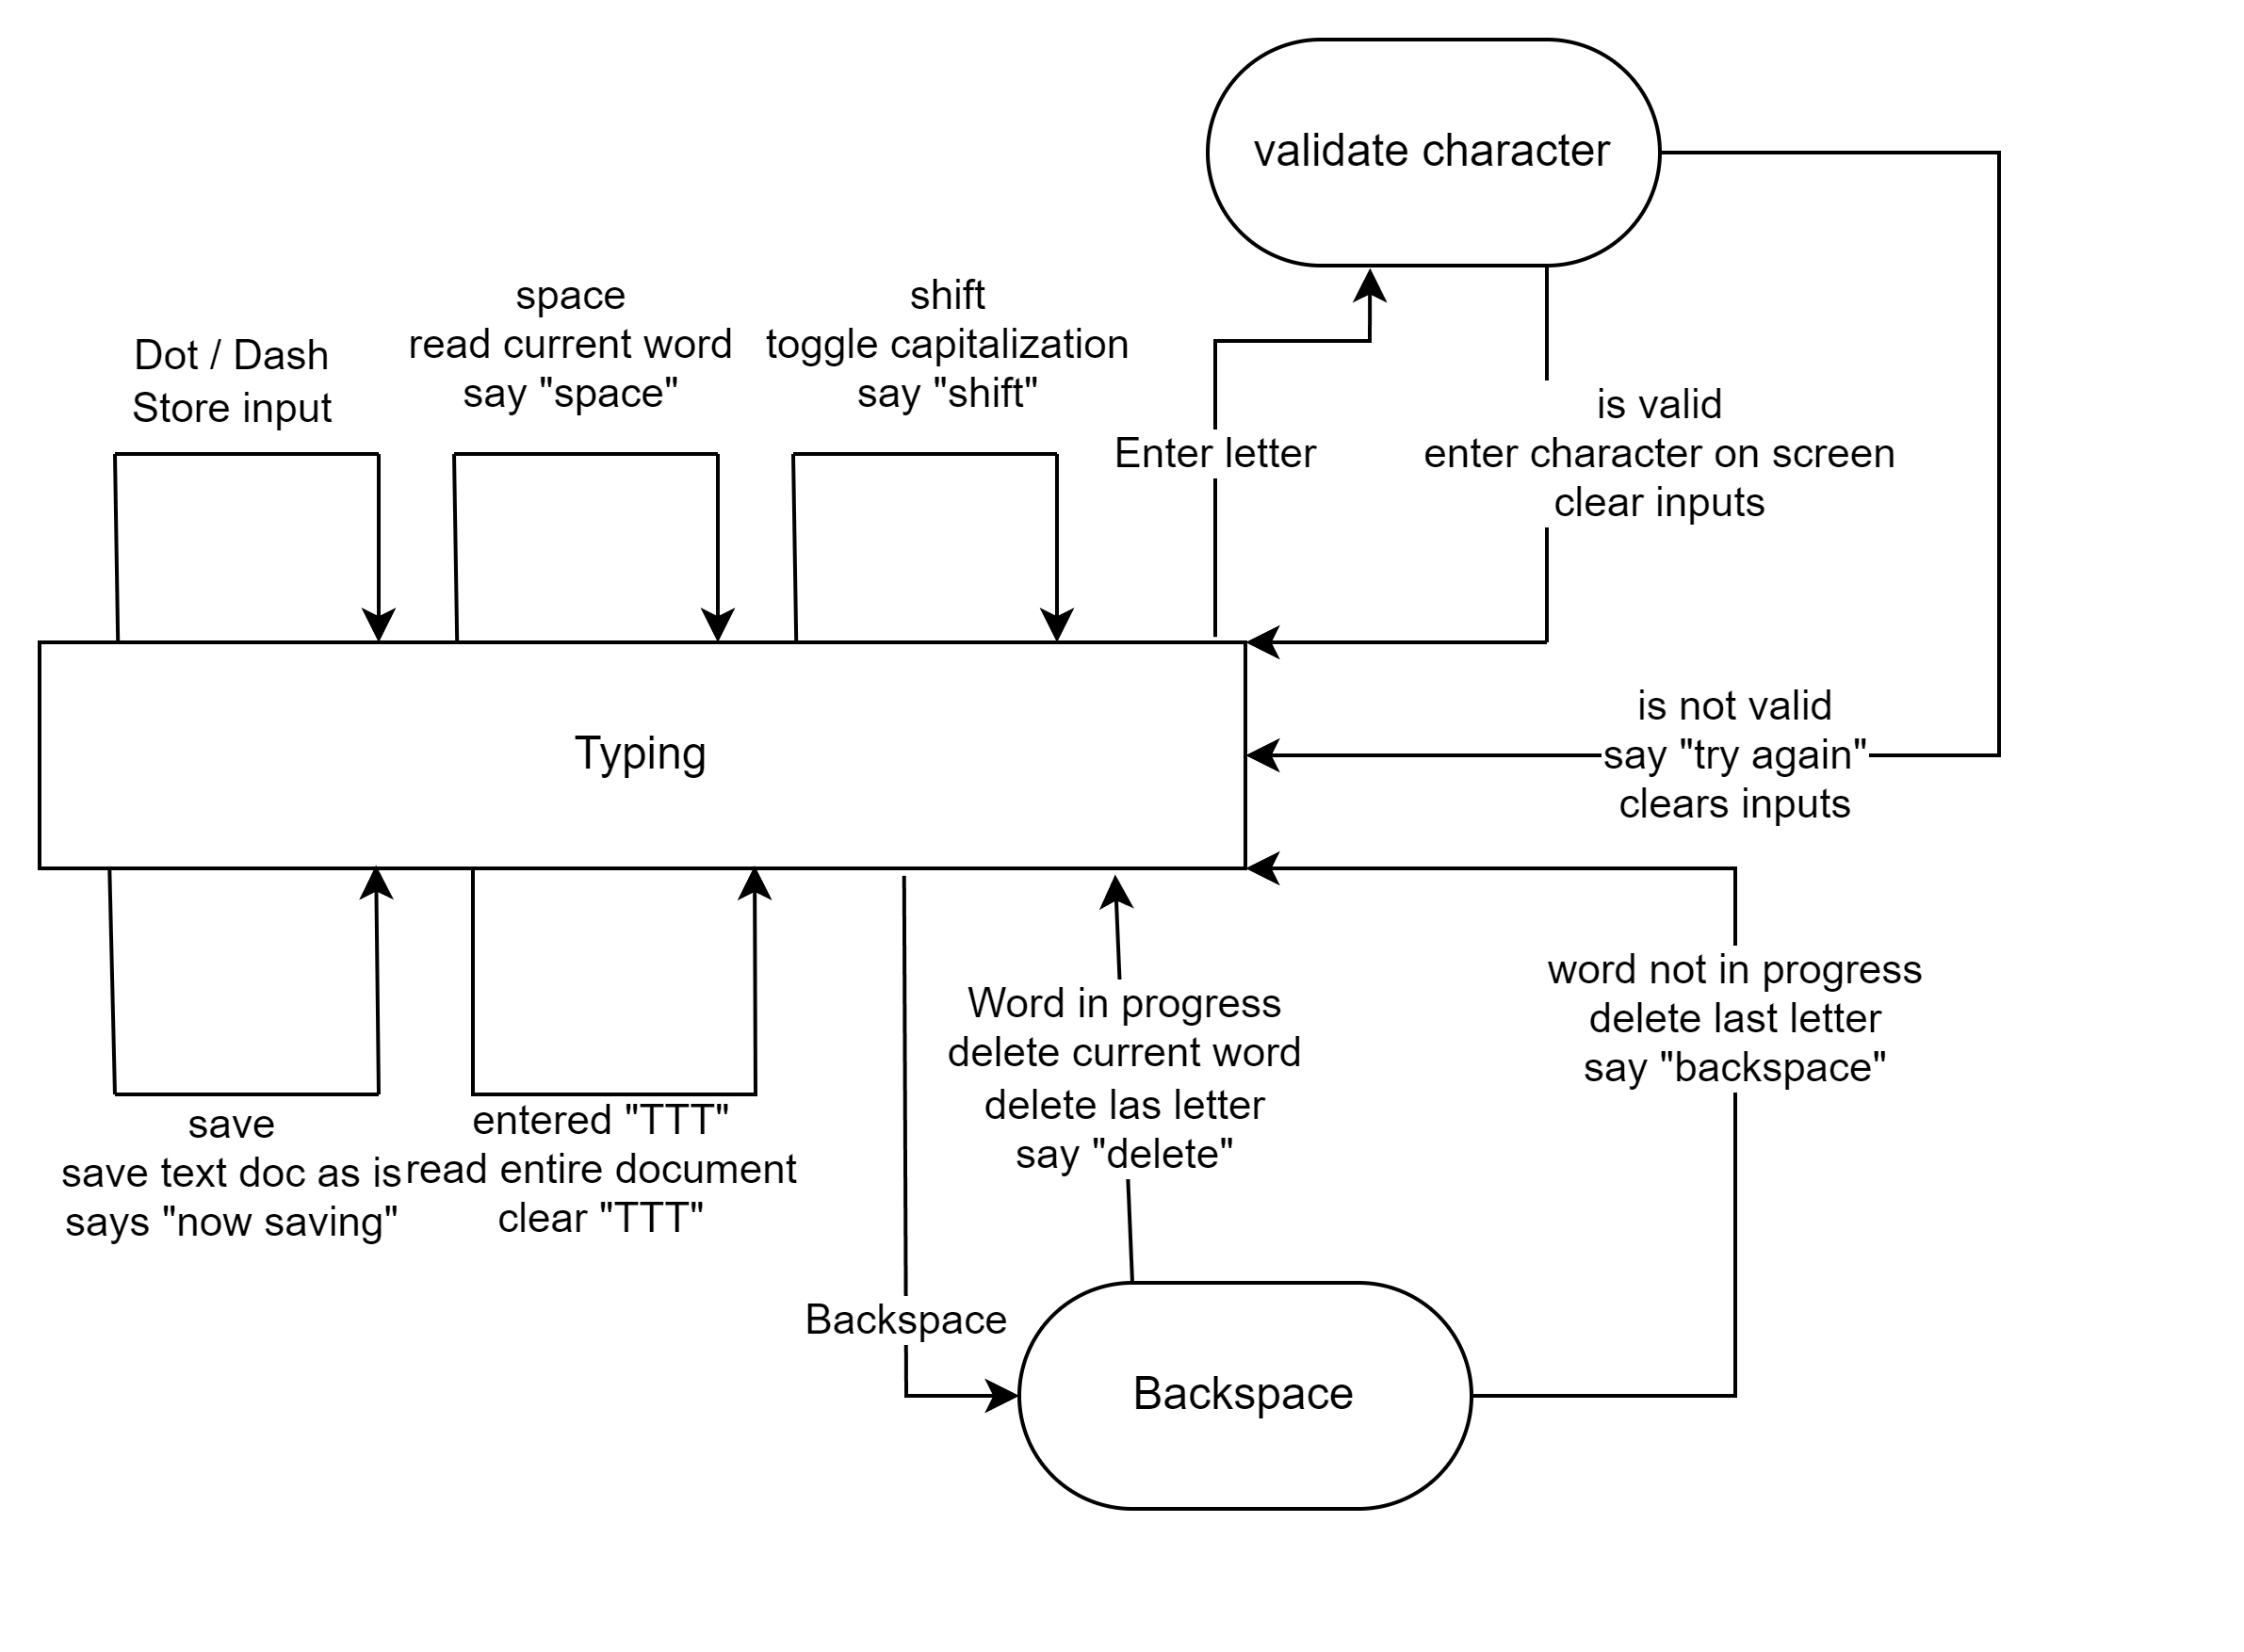 validate character
space
read current word
say "space"
shift
toggle capitalization
say "shift"
Dot / Dash
Store input
Enter letter
is valid
enter character on screen
clear inputs
Typing
is not valid
say "try again"
clears inputs
Word in progress
delete current word
delete las letter
say "delete"
word not in progress
delete last letter
say "backspace"
save
save text doc as is
says "now saving"
entered "TTT"
read entire document
clear "TTT"
Backspace
Backspace